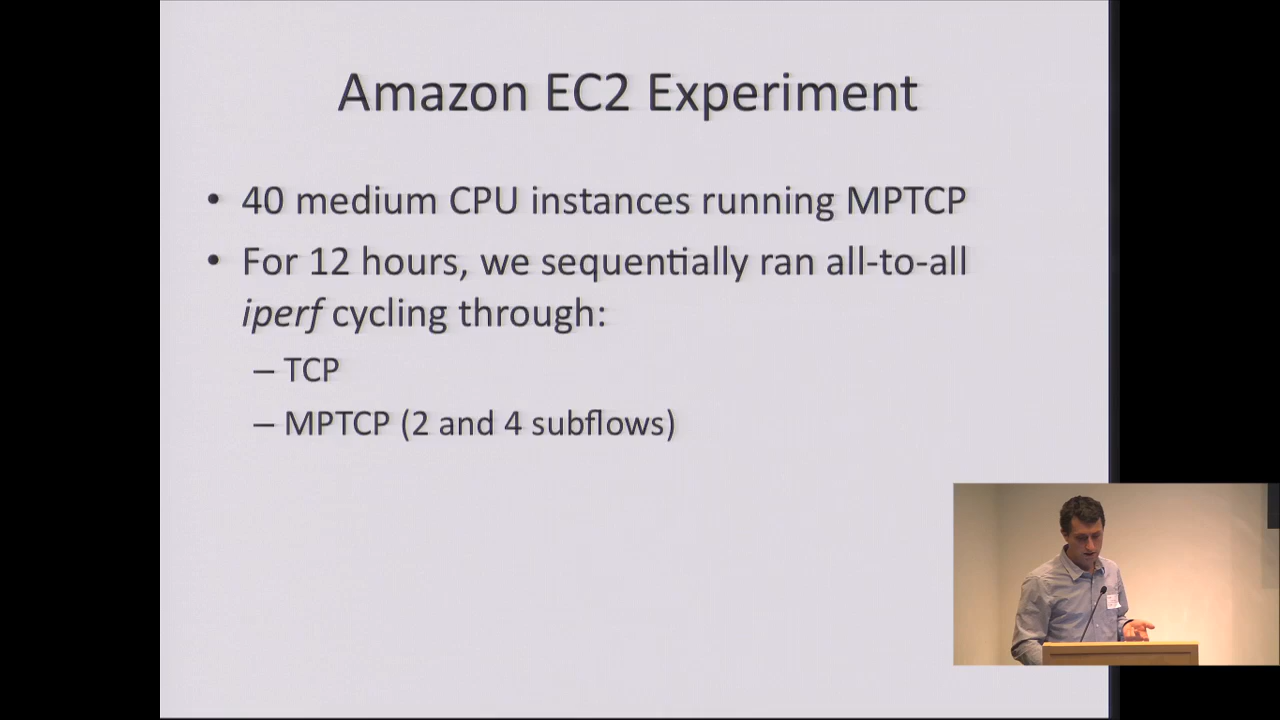 Amazon EC2 Experiment
• 40 medium CPU instances running MPTCP
• For 12 hours, we sequentially ran all-to-all
iperf cycling through:
– TCP
– MPTCP (2 and 4 subflows)